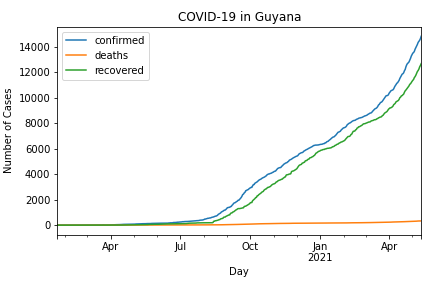 COVID-19 in Guyana
confirmed
deaths
recovered
Number of Cases
14000
12000
10000
8000
6000
4000
2000
0
Apr
Jul
Oct
Jan
2021
Apr
Day